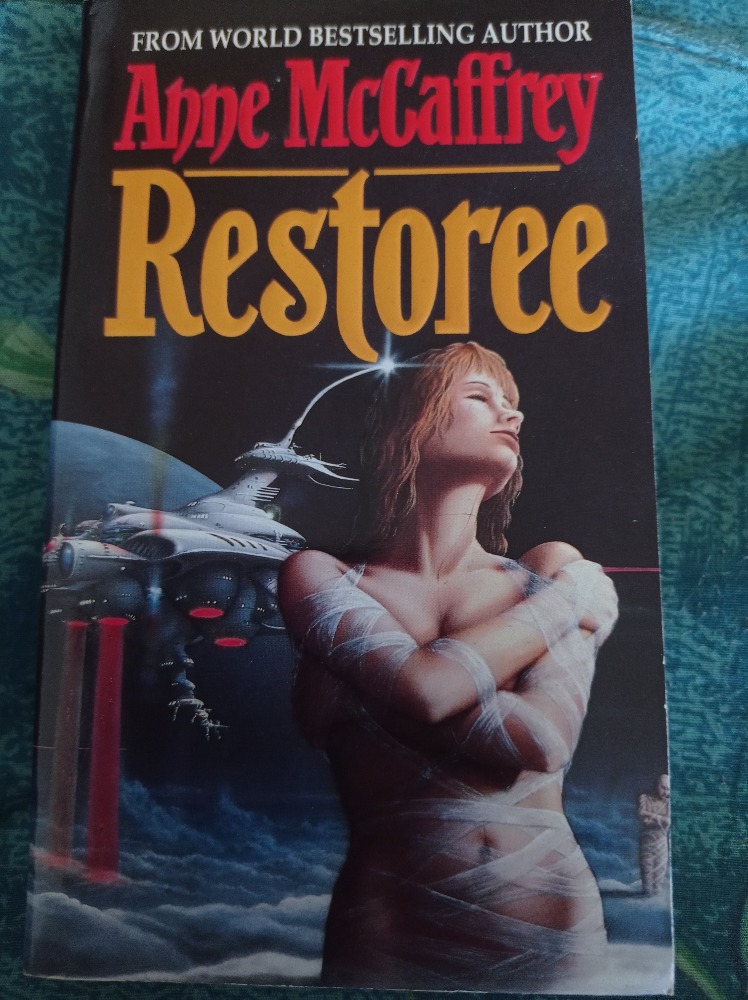 FROM WORLD BESTSELLING AUTHOR
Anne McCaffrey
Restoree